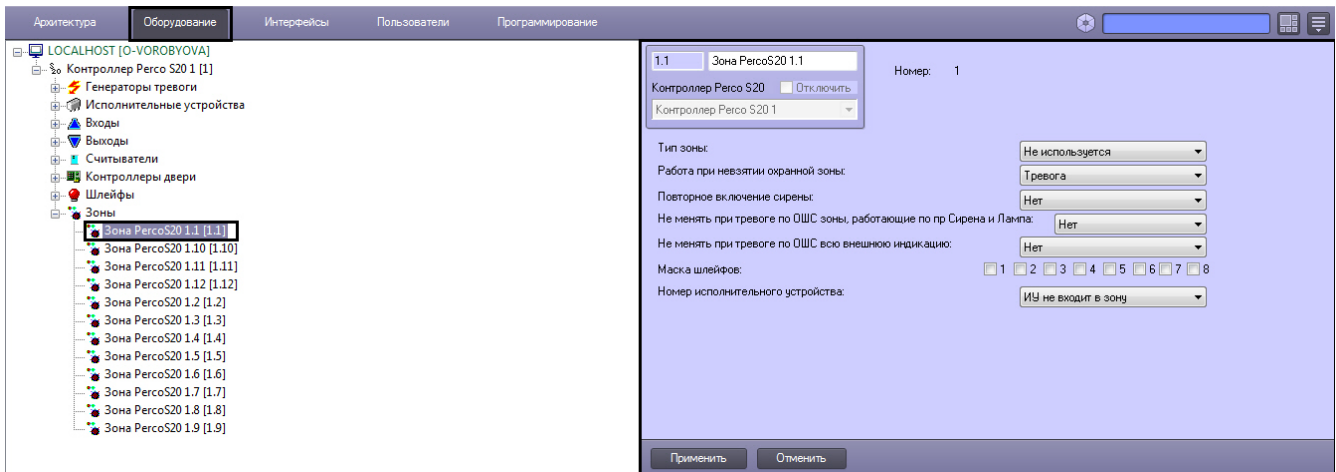 Архитектура Оборудование Интерфейсы Пользователи Программирование
LOCALHOST [O-VOROBYOVA]
Контроллер Perco S20 1 [1]
Генераторы тревоги
Исполнительные устройства
Входы
Выходы
Считыватели
Контроллеры двери
Шлейфы
Зоны
Зона PercoS20 1.1 [1.1]
Зона PercoS20 1.10 [1.10]
Зона PercoS20 1.11 [1.11]
Зона PercoS20 1.12 [1.12]
Зона PercoS20 1.2 [1.2]
Зона PercoS20 1.3 [1.3]
Зона PercoS20 1.4 [1.4]
Зона PercoS20 1.5 [1.5]
Зона PercoS20 1.6 [1.6]
Зона PercoS20 1.7 [1.7]
Зона PercoS20 1.8 [1.8]
Зона PercoS20 1.9 [1.9]
1.1 Зона PercoS20 1.1
Номер: 1
Контроллер Perco S20 Отключить
Контроллер Perco S20 1
Тип зоны: Не используется
Работа при невзятии охранной зоны: Тревога
Повторное включение сирены: Нет
Не менять при тревоге по ОШС зоны, работающие по пр Сирена и Лампа: Нет
Не менять при тревоге по ОШС всю внешнюю индикацию: Нет
Маска шлейфов: 1 2 3 4 5 6 7 8
Номер исполнительного устройства: ИУ не входит в зону
Применить Отменить